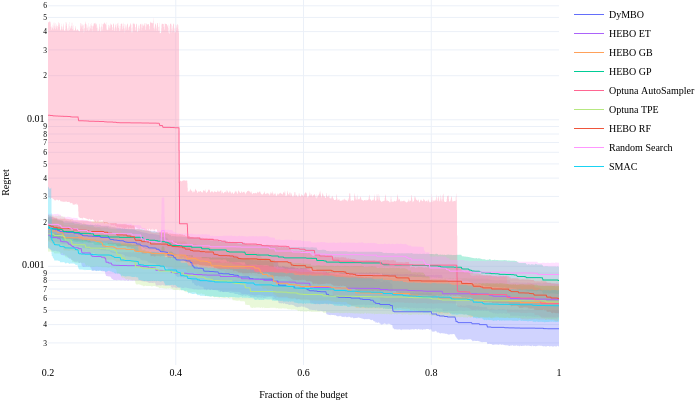 6
5
4
3
2
0.01
9
8
7
6
5
4
3
2
0.001
9
8
7
6
5
4
3
Regret
0.2
0.4
0.6
0.8
1
Fraction of the budget
DyMBO
HEBO ET
HEBO GB
HEBO GP
Optuna AutoSampler
Optuna TPE
HEBO RF
Random Search
SMAC